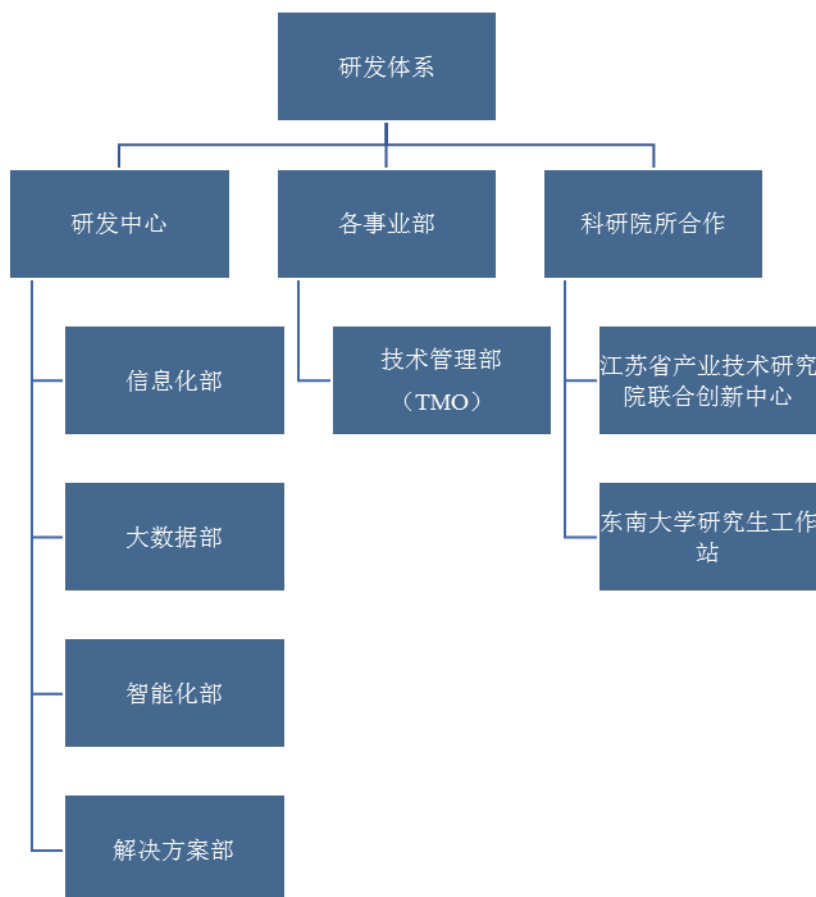 研发体系
研发中心
各事业部
科研院所合作
信息化部
技术管理部
（TMO）
江苏省产业技术研究
院联合创新中心
大数据部
东南大学研究生工作
站
智能化部
解决方案部